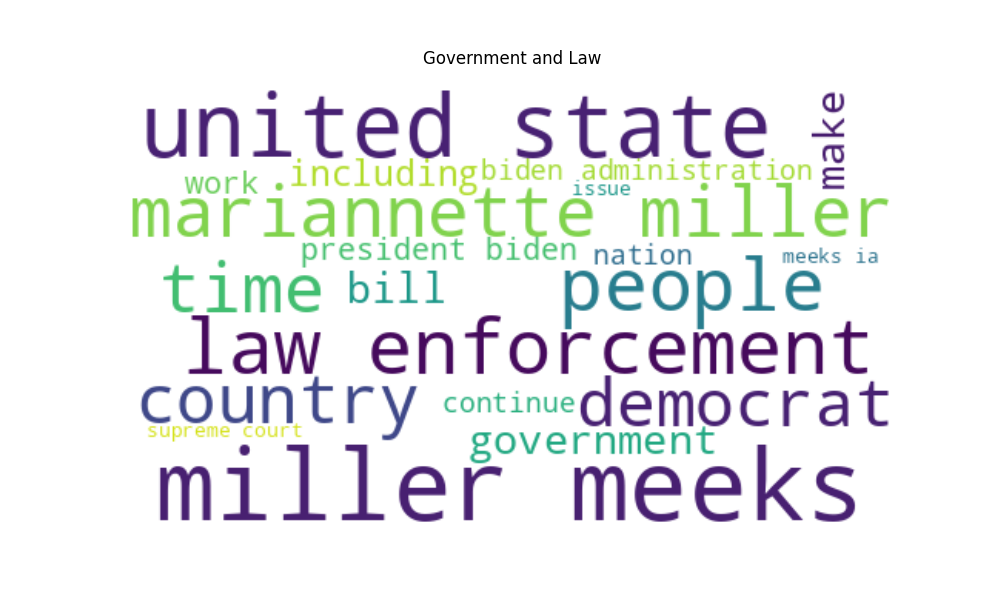 Government and Law
united state
make
including
biden administration
work
issue
mariannette miller
president biden
nation
meeks ia
time
bill
people
law enforcement
country
continue
democrat
supreme court
government
miller meeks